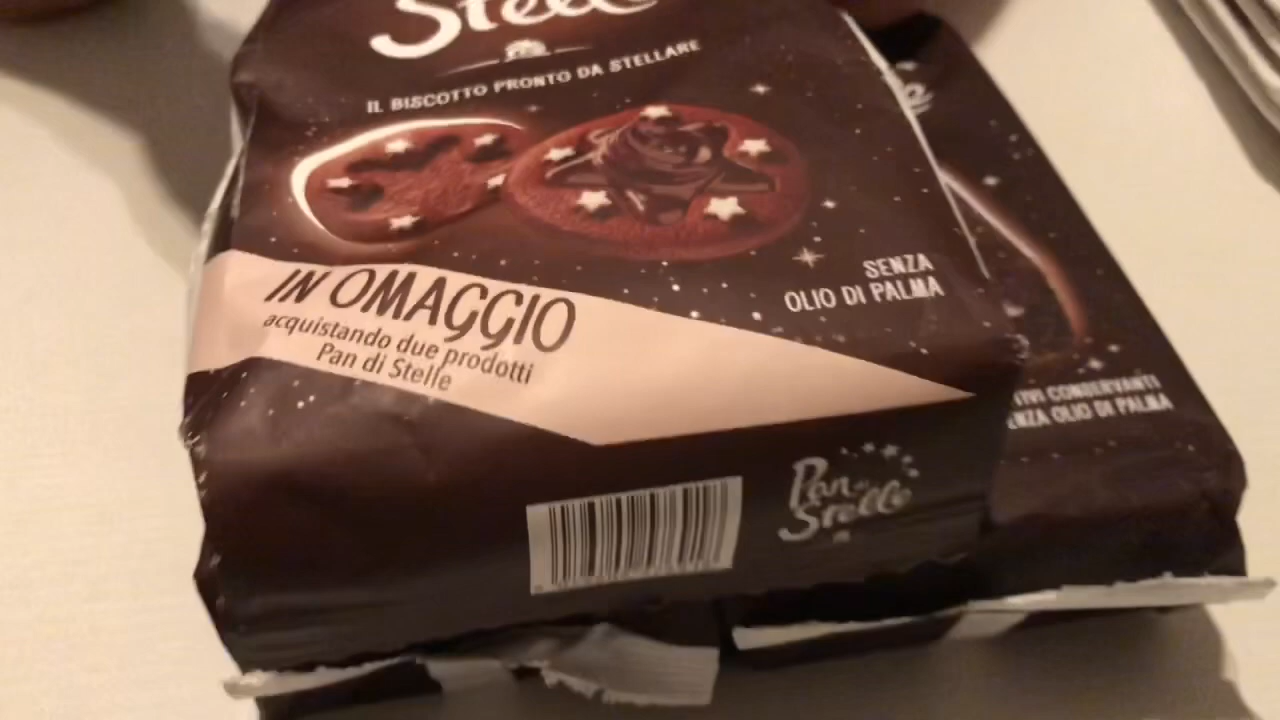 Stelle
IL BISCOTTO PRONTO DA STELLARE
SENZA
OLIO DI PALMA
IN OMAGGIO
acquistando due prodotti
Pan di Stelle
CONSERVANTI
OLIO DI PALMA
Pan di
Stelle